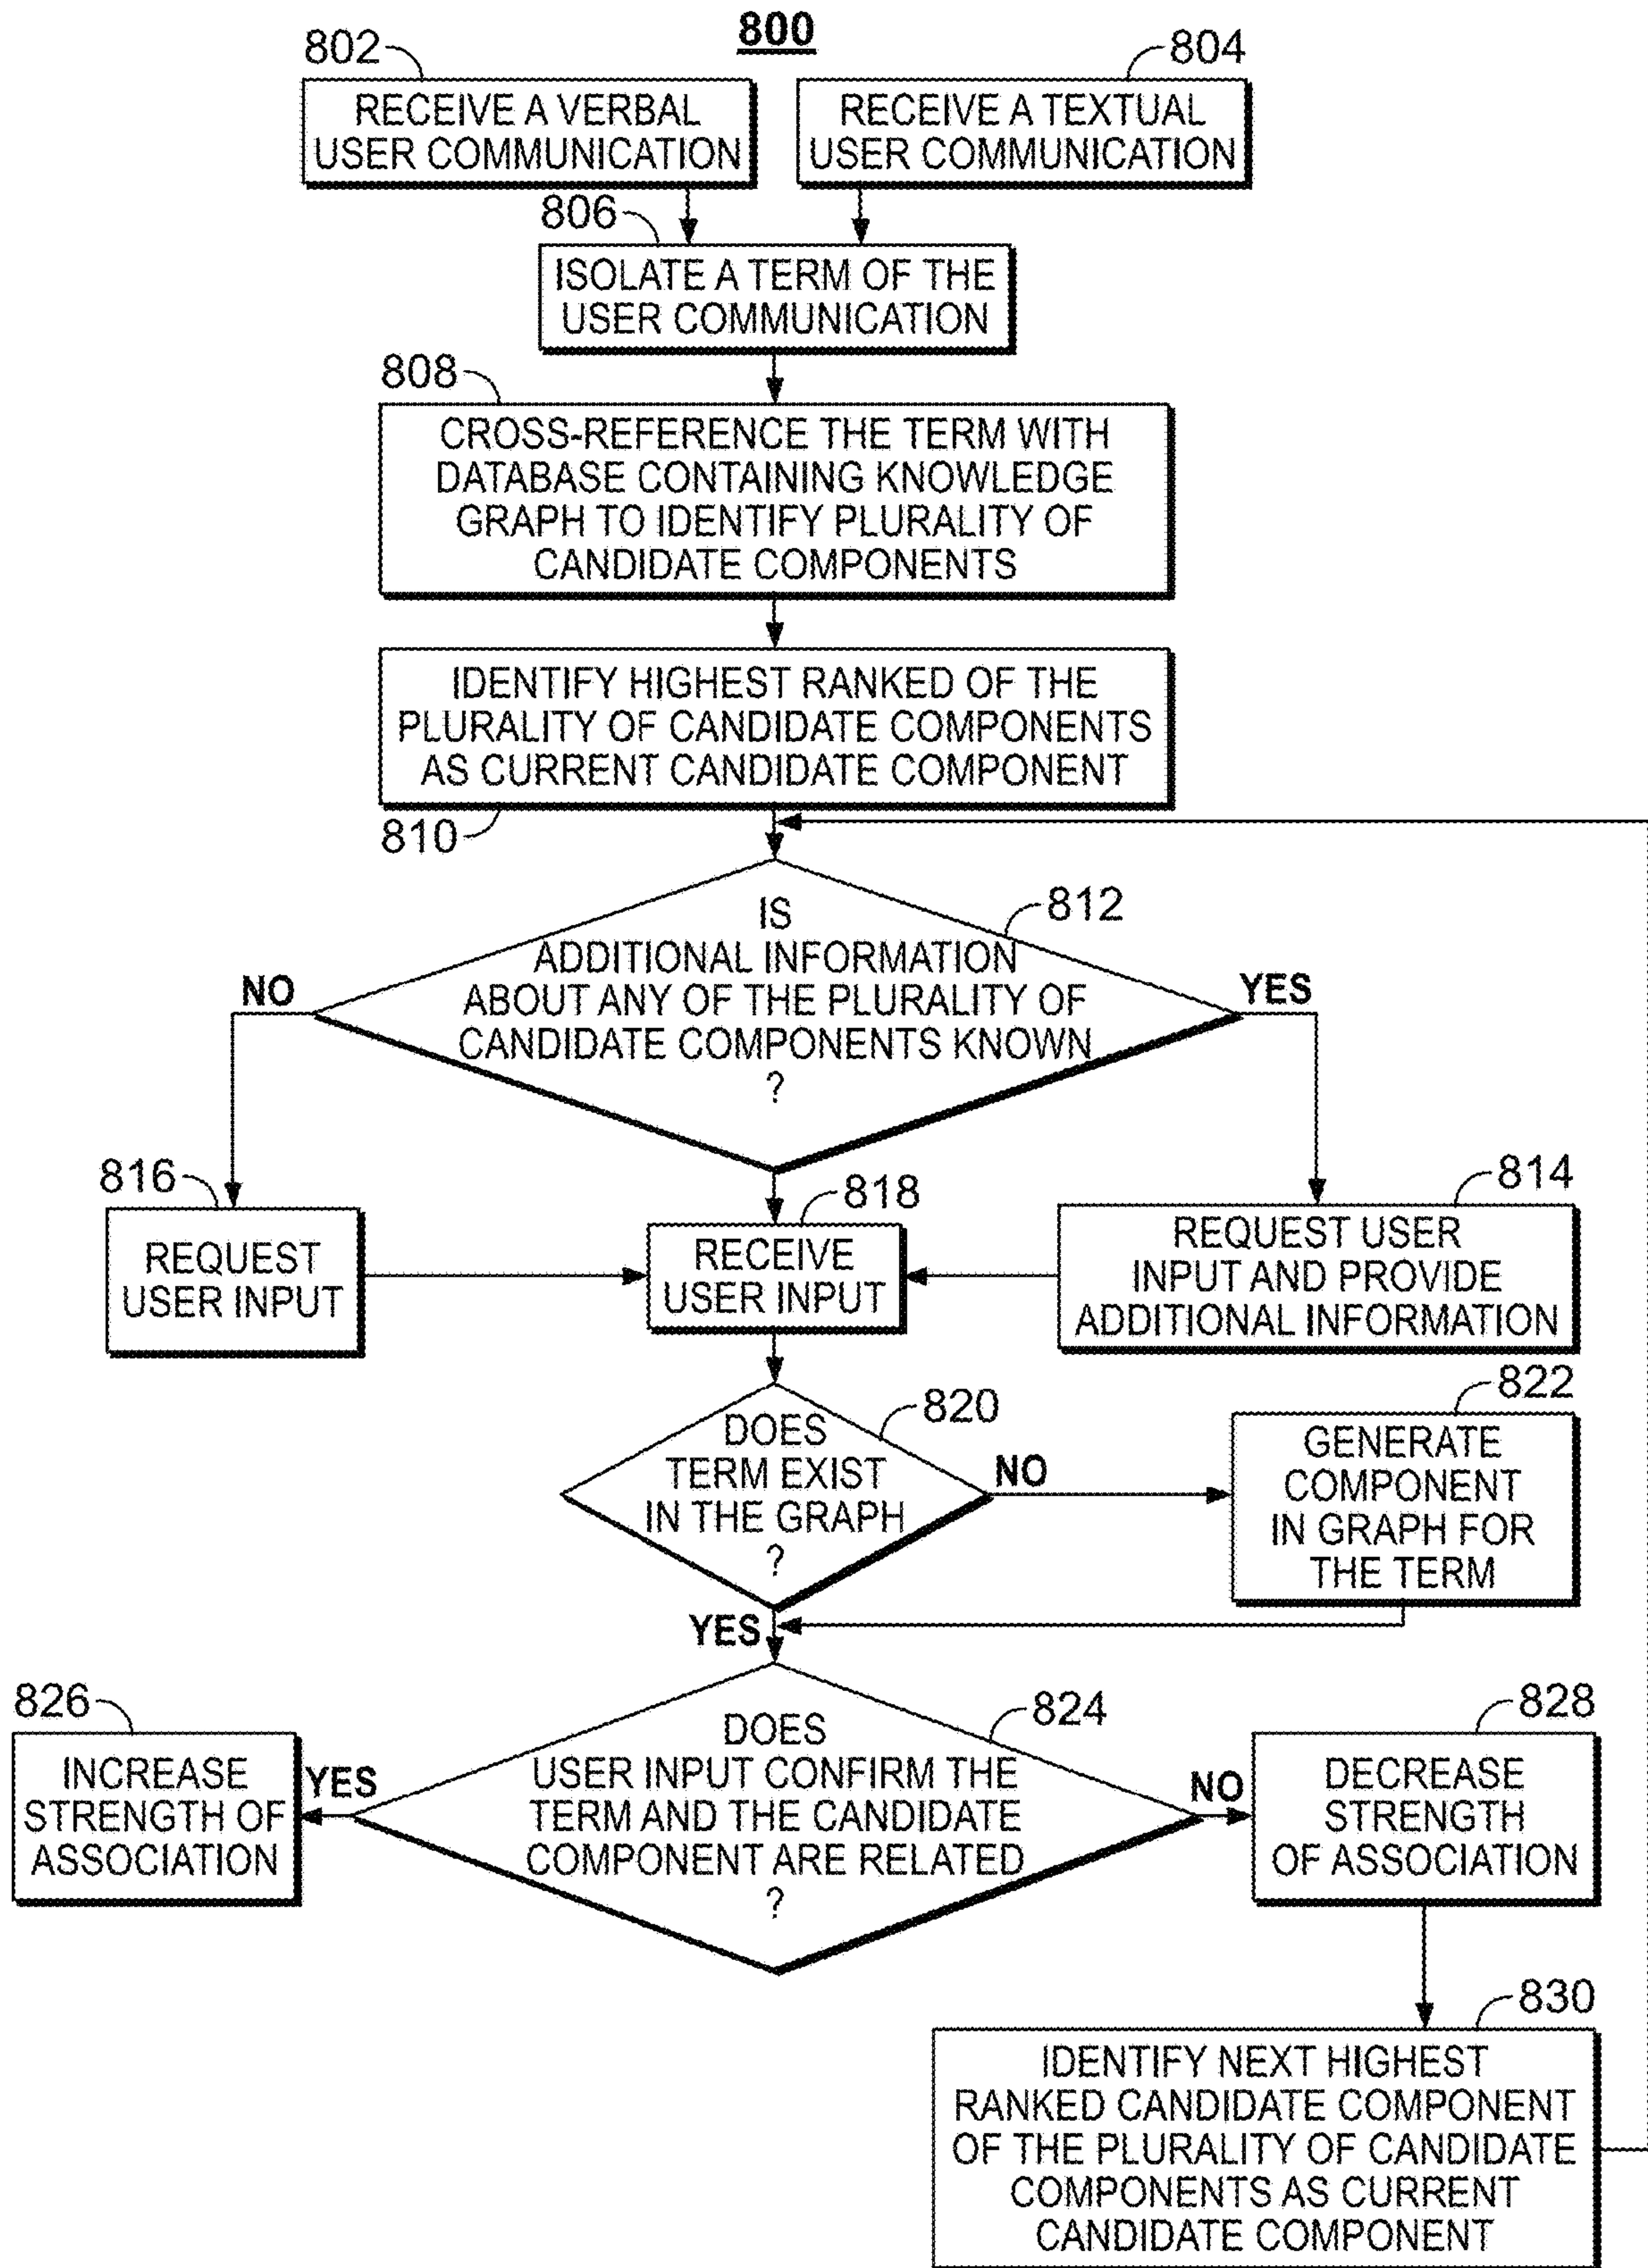 800
802
804
RECEIVE A VERBAL
USER COMMUNICATION
RECEIVE A TEXTUAL
USER COMMUNICATION
806
ISOLATE A TERM OF THE
USER COMMUNICATION
808
CROSS-REFERENCE THE TERM WITH
DATABASE CONTAINING KNOWLEDGE
GRAPH TO IDENTIFY PLURALITY OF
CANDIDATE COMPONENTS
IDENTIFY HIGHEST RANKED OF THE
PLURALITY OF CANDIDATE COMPONENTS
AS CURRENT CANDIDATE COMPONENT
810
812
IS
ADDITIONAL INFORMATION
ABOUT ANY OF THE PLURALITY OF
CANDIDATE COMPONENTS KNOWN
?
NO
YES
816
REQUEST
USER INPUT
818
RECEIVE
USER INPUT
814
REQUEST USER
INPUT AND PROVIDE
ADDITIONAL INFORMATION
820
DOES
TERM EXIST
IN THE GRAPH
?
NO
822
GENERATE
COMPONENT
IN GRAPH FOR
THE TERM
YES
824
DOES
USER INPUT CONFIRM THE
TERM AND THE CANDIDATE
COMPONENT ARE RELATED
?
826
YES
INCREASE
STRENGTH OF
ASSOCIATION
NO
828
DECREASE
STRENGTH
OF ASSOCIATION
830
IDENTIFY NEXT HIGHEST
RANKED CANDIDATE COMPONENT
OF THE PLURALITY OF CANDIDATE
COMPONENTS AS CURRENT
CANDIDATE COMPONENT